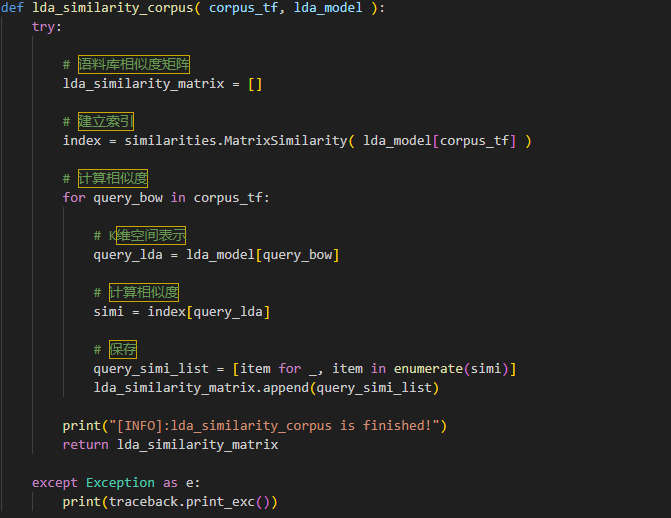 def lda_similarity_corpus( corpus_tf, lda_model ):
    try:
        # 语料库相似度矩阵
        lda_similarity_matrix = []
        # 建立索引
        index = similarities.MatrixSimilarity( lda_model[corpus_tf] )
        # 计算相似度
        for query_bow in corpus_tf:
            # K维空间表示
            query_lda = lda_model[query_bow]
            # 计算相似度
            simi = index[query_lda]
            # 保存
            query_simi_list = [item for _, item in enumerate(simi)]
            lda_similarity_matrix.append(query_simi_list)
        print("[INFO]:lda_similarity_corpus is finished!")
        return lda_similarity_matrix
    except Exception as e:
        print(traceback.print_exc())